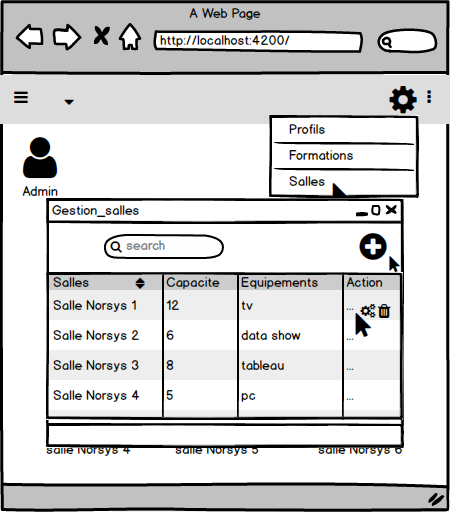 A Web Page
http://localhost:4200/
Profils
Formations
Salles
Admin
Gestion_salles
search
Salles Capacite Equipements Action
Salle Norsys 1 12 tv ...
Salle Norsys 2 6 data show ...
Salle Norsys 3 8 tableau ...
Salle Norsys 4 5 pc ...
salle Norsys 4 salle Norsys 5 salle Norsys 6